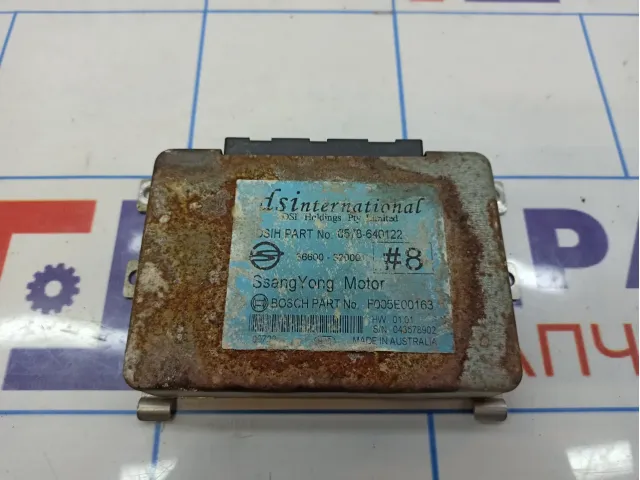 dsinternational
DSI Holdings Pty Limited
DSIH PART No. 0578-640122
36600-32000
#8
SsangYong Motor
BOSCH PART No. F005E00163
HW 01.01
S/N 043578902
MADE IN AUSTRALIA